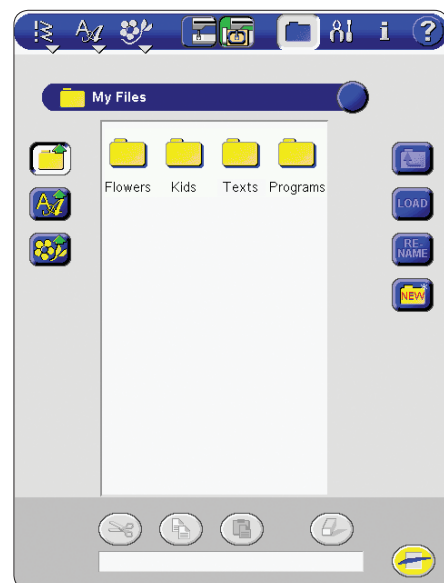 i ?
My Files
Flowers Kids Texts Programs
LOAD
RE-
NAME
NEW